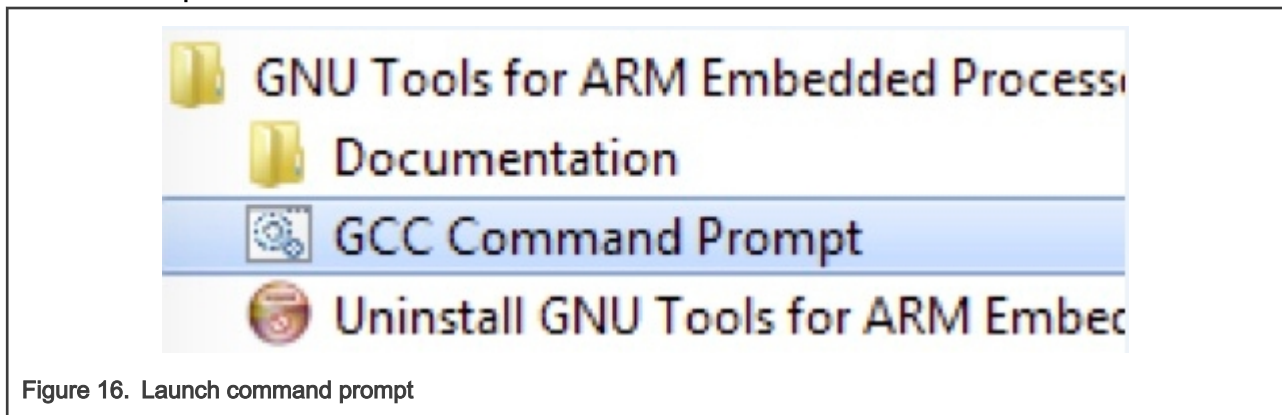 GNU Tools for ARM Embedded Process
Documentation
GCC Command Prompt
Uninstall GNU Tools for ARM Embed
Figure 16. Launch command prompt